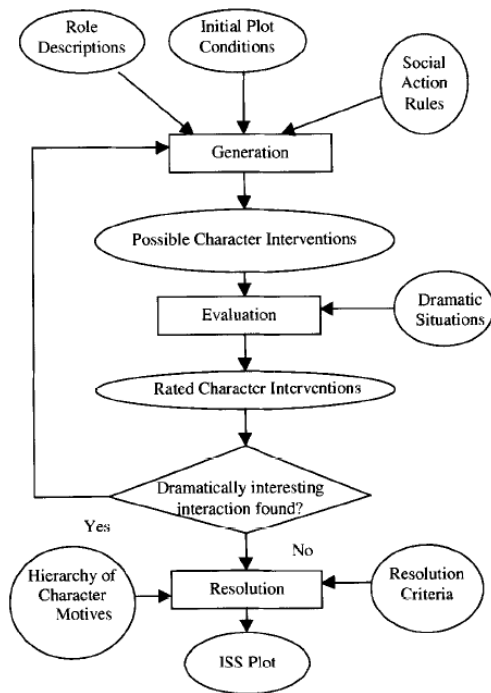 Role
Descriptions
Initial Plot
Conditions
Social
Action
Rules
Generation
Possible Character Interventions
Evaluation
Dramatic
Situations
Rated Character Interventions
Dramatically interesting
interaction found?
Yes
No
Hierarchy of
Character
Motives
Resolution
Resolution
Criteria
ISS Plot